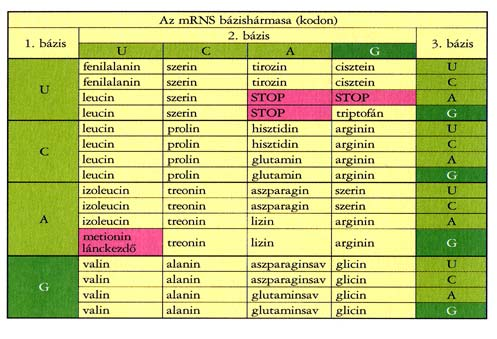 Az mRNS bázishármasa (kodon)
1. bázis 2. bázis 3. bázis
U C A G
U fenilalanin szerin tirozin cisztein U
fenilalanin szerin tirozin cisztein C
leucin szerin STOP STOP A
leucin szerin STOP triptofán G
C leucin prolin hisztidin arginin U
leucin prolin hisztidin arginin C
leucin prolin glutamin arginin A
leucin prolin glutamin arginin G
A izoleucin treonin aszparagin szerin U
izoleucin treonin aszparagin szerin C
izoleucin treonin lizin arginin A
metionin
lánckezdő treonin lizin arginin G
G valin alanin aszparaginsav glicin U
valin alanin aszparaginsav glicin C
valin alanin glutaminsav glicin A
valin alanin glutaminsav glicin G